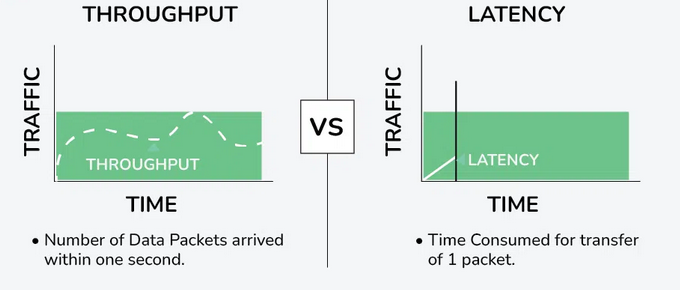 THROUGHPUT
TRAFFIC
THROUGHPUT
TIME
• Number of Data Packets arrived
within one second.
VS
LATENCY
TRAFFIC
LATENCY
TIME
• Time Consumed for transfer
of 1 packet.